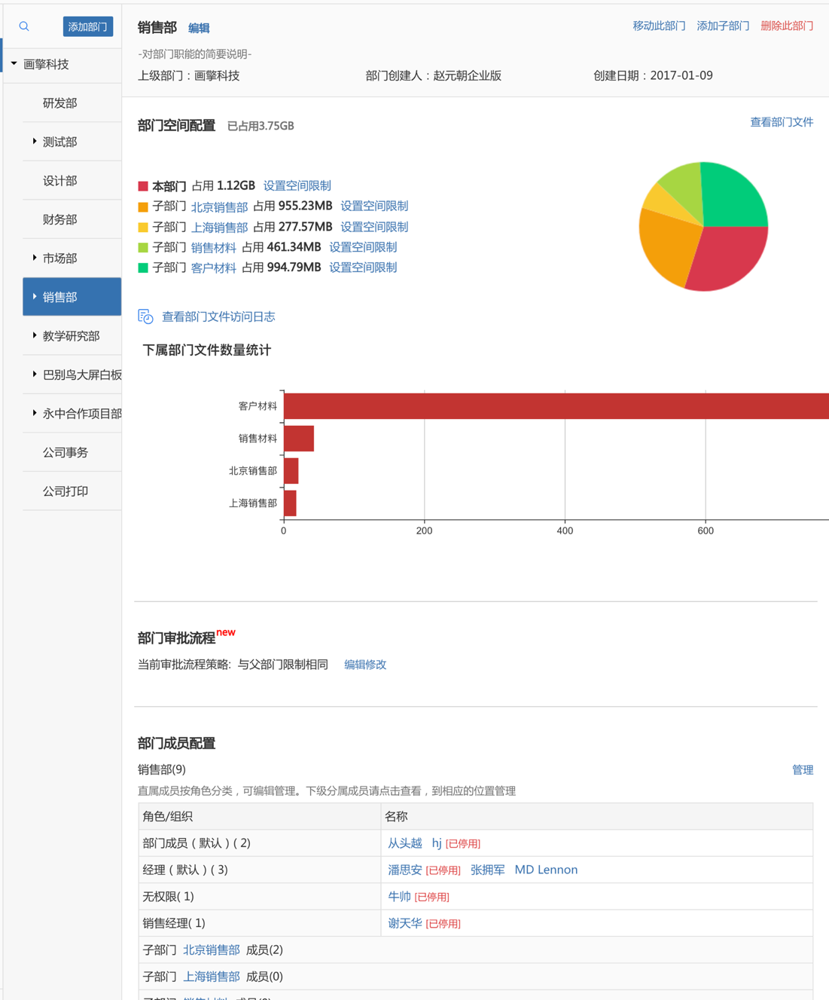 添加部门
画擎科技
研发部
测试部
设计部
财务部
市场部
销售部
教学研究部
巴别鸟大屏白板
永中合作项目部
公司事务
公司打印
销售部 编辑
移动此部门 添加子部门 删除此部门
-对部门职能的简要说明-
上级部门：画擎科技 部门创建人：赵元朝企业版 创建日期：2017-01-09
部门空间配置 已占用3.75GB 查看部门文件
本部门 占用 1.12GB 设置空间限制
子部门 北京销售部 占用 955.23MB 设置空间限制
子部门 上海销售部 占用 277.57MB 设置空间限制
子部门 销售材料 占用 461.34MB 设置空间限制
子部门 客户材料 占用 994.79MB 设置空间限制
查看部门文件访问日志
下属部门文件数量统计
客户材料
销售材料
北京销售部
上海销售部
0 200 400 600
部门审批流程new
当前审批流程策略: 与父部门限制相同 编辑修改
部门成员配置
销售部(9) 管理
直属成员按角色分类，可编辑管理。下级分属成员请点击查看，到相应的位置管理
角色/组织 名称
部门成员（默认）( 2) 从头越 hj [已停用]
经理（默认）( 3) 潘思安 [已停用] 张拥军 MD Lennon
无权限( 1) 牛帅 [已停用]
销售经理( 1) 谢天华 [已停用]
子部门 北京销售部 成员(2)
子部门 上海销售部 成员(0)